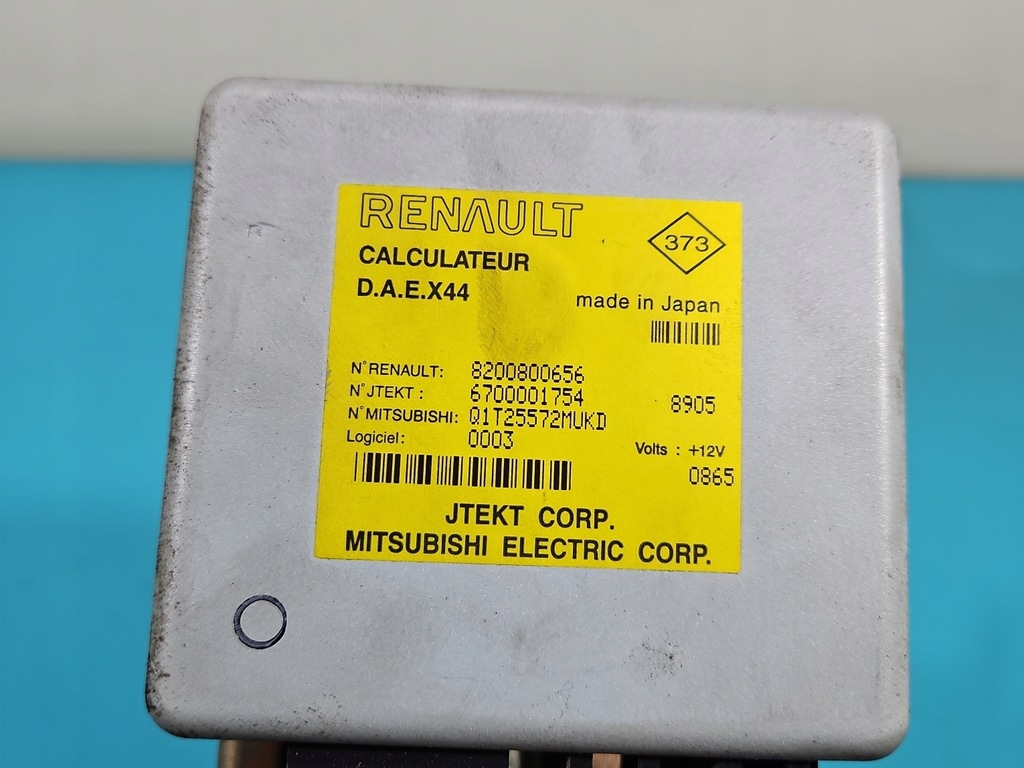 RENAULT
373
CALCULATEUR
D.A.E.X44
made in Japan
N° RENAULT: 8200800656
N° JTEKT : 6700001754
8905
N° MITSUBISHI: Q1T25572MUKD
Logiciel: 0003
Volts : +12V
0865
JTEKT CORP.
MITSUBISHI ELECTRIC CORP.